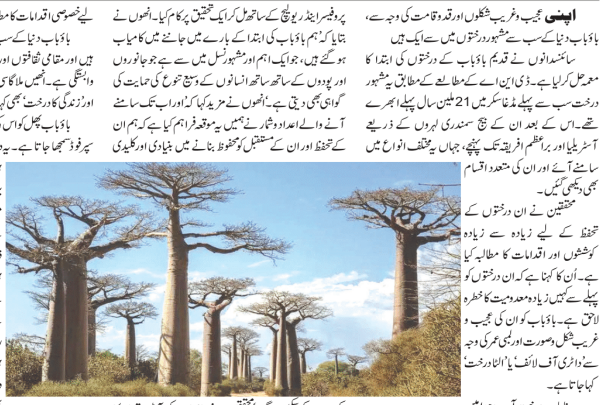 اپنی عجیب و غریب شکلوں اور قد و قامت کی وجہ سے،
باؤباب دنیا کے سب سے مشہور درختوں میں سے ایک ہیں
سائنسدانوں نے قدیم باؤباب کے درختوں کی ابتدا کا
معمہ حل کرلیا ہے۔ ڈی این اے کے مطالعے کے مطابق یہ مشہور
درخت سب سے پہلے مڈغاسکر میں 21 ملین سال پہلے ابھرے
تھے۔ اس کے بعد ان کے بیج سمندری لہروں کے ذریعے
آسٹریلیا اور براعظم افریقہ تک پہنچے، جہاں یہ مختلف انواع میں
سامنے آئے اور ان کی متعدد اقسام
بھی دیکھی گئیں۔
محققین نے ان درختوں کے
تحفظ کے لیے زیادہ سے زیادہ
کوششوں اور اقدامات کا مطالبہ کیا
ہے۔ اُن کا کہنا ہے کہ ان درختوں کو
پہلے سے کہیں زیادہ معدومیت کا خطرہ
لاحق ہے۔ باؤباب کو ان کی عجیب و
غریب شکل و صورت اور لمبی عمر کی وجہ
سے 'دا ٹری آف لائف' یا 'الٹا درخت'
کہا جاتا ہے۔
پروفیسر اینڈریو لیچ کے ساتھ مل کر ایک تحقیق پر کام کیا۔ انھوں نے
بتایا کہ 'ہم باؤباب کی ابتدا کے بارے میں جاننے میں کامیاب
ہو گئے ہیں، جو ایک اہم اور مشہور نسل میں سے ہے جو جانوروں
اور پودوں کے ساتھ ساتھ انسانوں کے وسیع تنوع کی حمایت کی
گواہی بھی دیتی ہے۔' انھوں نے مزید کہا کہ 'اور اب تک سامنے
آنے والے اعداد و شمار نے ہمیں یہ موقعہ فراہم کیا ہے کہ ہم ان
کے تحفظ اور ان کے مستقبل کو محفوظ بنانے میں بنیادی اور کلیدی
لیے خصوصی اقدامات کا مط
باؤباب دنیا کے سب
ہیں اور مقامی ثقافتوں اور
وابستگی ہے۔ انھیں ملاگاسی
اور 'زندگی کا درخت' بھی کہا
باؤباب پھل کو اس
سپر فوڈ سمجھا جاتا ہے۔ یہ